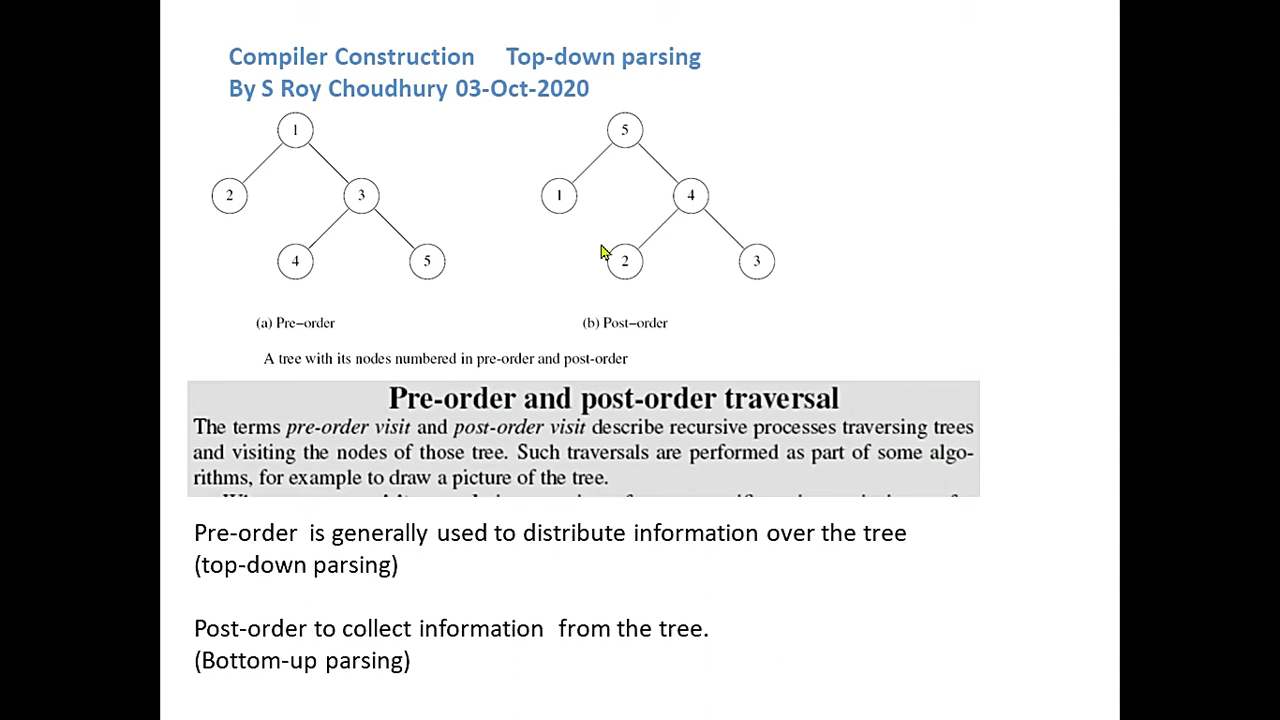 Compiler Construction Top-down parsing
By S Roy Choudhury 03-Oct-2020
1 5
2 3 1 4
4 5 2 3
(a) Pre-order (b) Post-order
A tree with its nodes numbered in pre-order and post-order
Pre-order and post-order traversal
The terms pre-order visit and post-order visit describe recursive processes traversing trees
and visiting the nodes of those tree. Such traversals are performed as part of some algo-
rithms, for example to draw a picture of the tree.
Pre-order is generally used to distribute information over the tree
(top-down parsing)
Post-order to collect information from the tree.
(Bottom-up parsing)